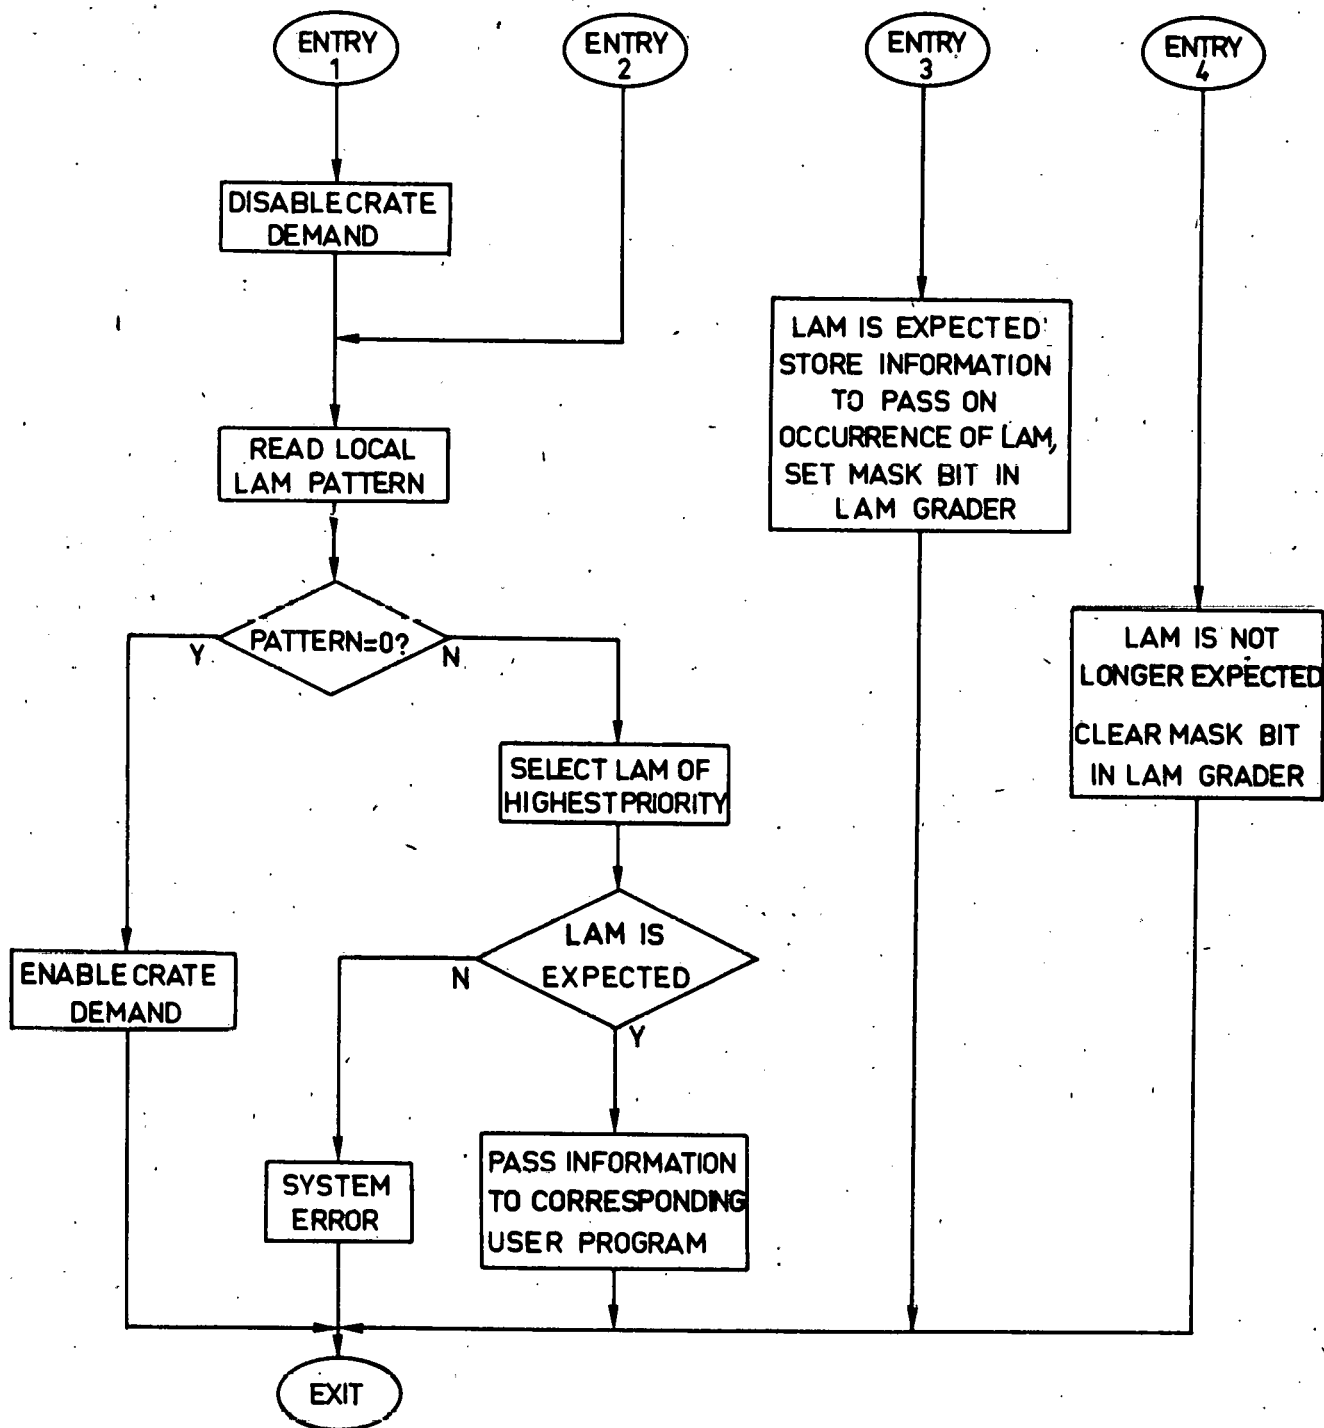 ENTRY
1
ENTRY
2
ENTRY
3
ENTRY
4
DISABLE CRATE
DEMAND
READ LOCAL
LAM PATTERN
PATTERN=0?
Y
N
LAM IS EXPECTED
STORE INFORMATION
TO PASS ON
OCCURRENCE OF LAM,
SET MASK BIT IN
LAM GRADER
LAM IS NOT
LONGER EXPECTED
CLEAR MASK BIT
IN LAM GRADER
SELECT LAM OF
HIGHEST PRIORITY
LAM IS
EXPECTED
N
Y
ENABLE CRATE
DEMAND
SYSTEM
ERROR
PASS INFORMATION
TO CORRESPONDING
USER PROGRAM
EXIT